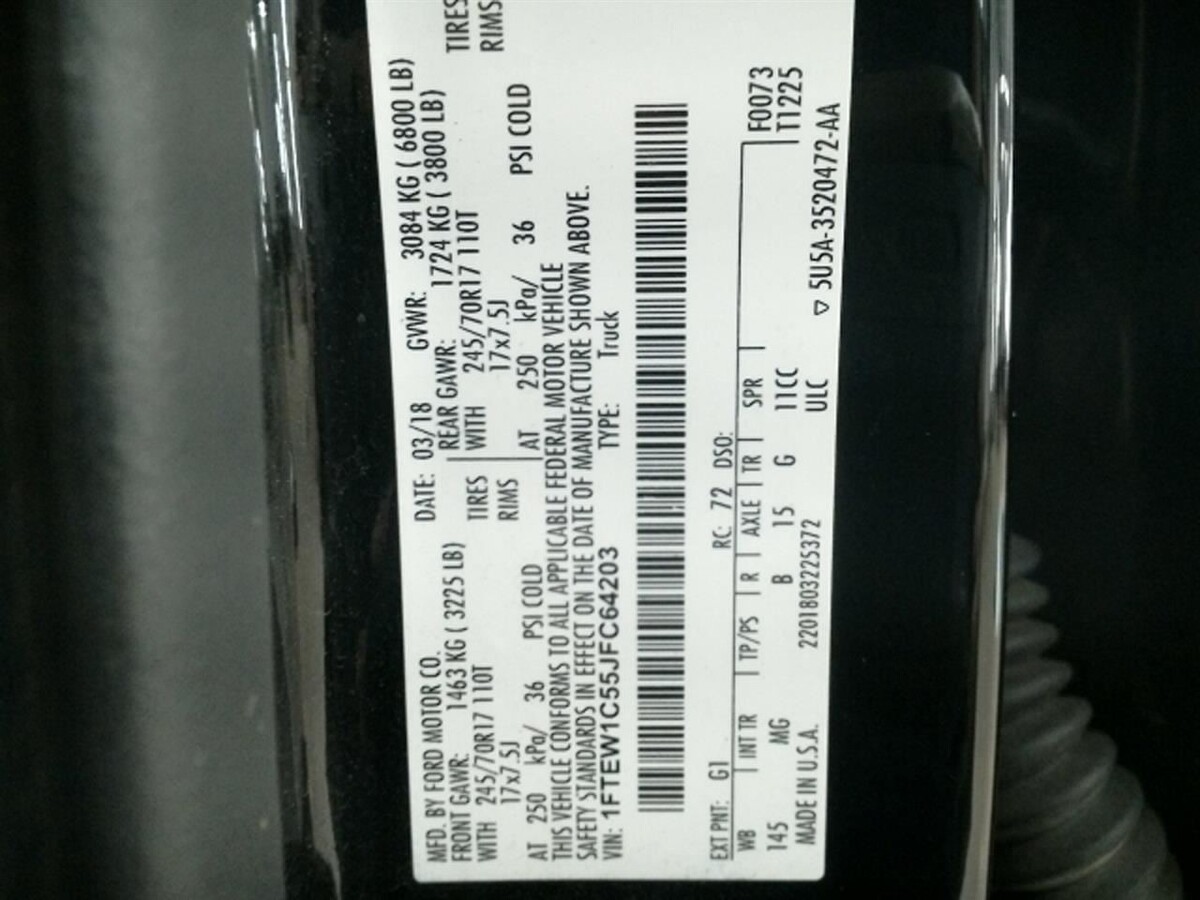 MFD. BY FORD MOTOR CO. DATE: 03/18 GVWR: 3084 KG ( 6800 LB)
FRONT GAWR: 1463 KG ( 3225 LB) REAR GAWR: 1724 KG ( 3800 LB)
WITH 245/70R17 110T TIRES WITH 245/70R17 110T TIRES
17x7.5J RIMS 17x7.5J RIMS
AT 250 kPa/ 36 PSI COLD AT 250 kPa/ 36 PSI COLD
THIS VEHICLE CONFORMS TO ALL APPLICABLE FEDERAL MOTOR VEHICLE
SAFETY STANDARDS IN EFFECT ON THE DATE OF MANUFACTURE SHOWN ABOVE.
VIN: 1FTEW1C55JFC64203 TYPE: Truck
EXT PNT: G1 RC: 72 DSO: F0073
WB INT TR TP/PS R AXLE TR SPR T1225
145 MG B 15 G 11CC
MADE IN U.S.A. 2201803225372 ULC ▽ 5U5A-3520472-AA